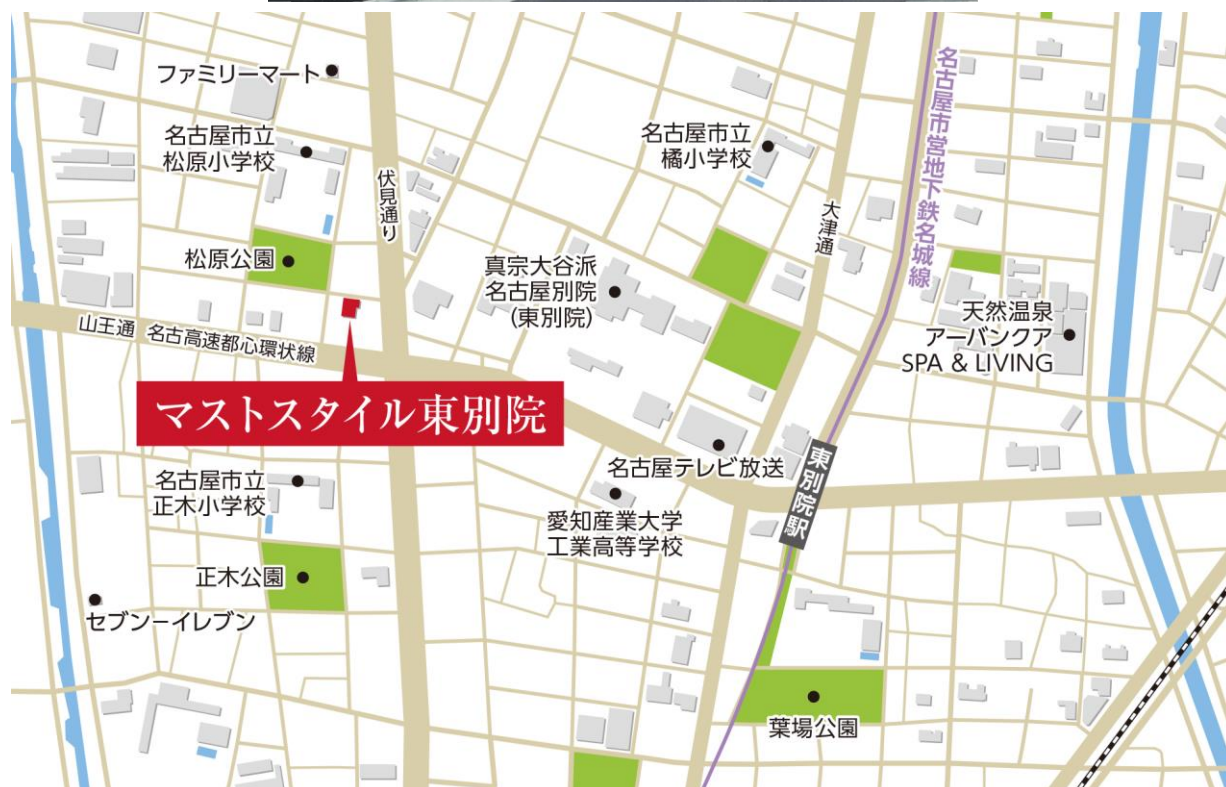 ファミリーマート
名古屋市立
松原小学校
名古屋市立
橘小学校
伏見通り
大津通
名古屋市営地下鉄名城線
松原公園
真宗大谷派
名古屋別院
(東別院)
天然温泉
アーバンクア
SPA & LIVING
山王通 名古高速都心環状線
マストスタイル東別院
名古屋テレビ放送
東別院駅
名古屋市立
正木小学校
愛知産業大学
工業高等学校
正木公園
セブン-イレブン
葉場公園